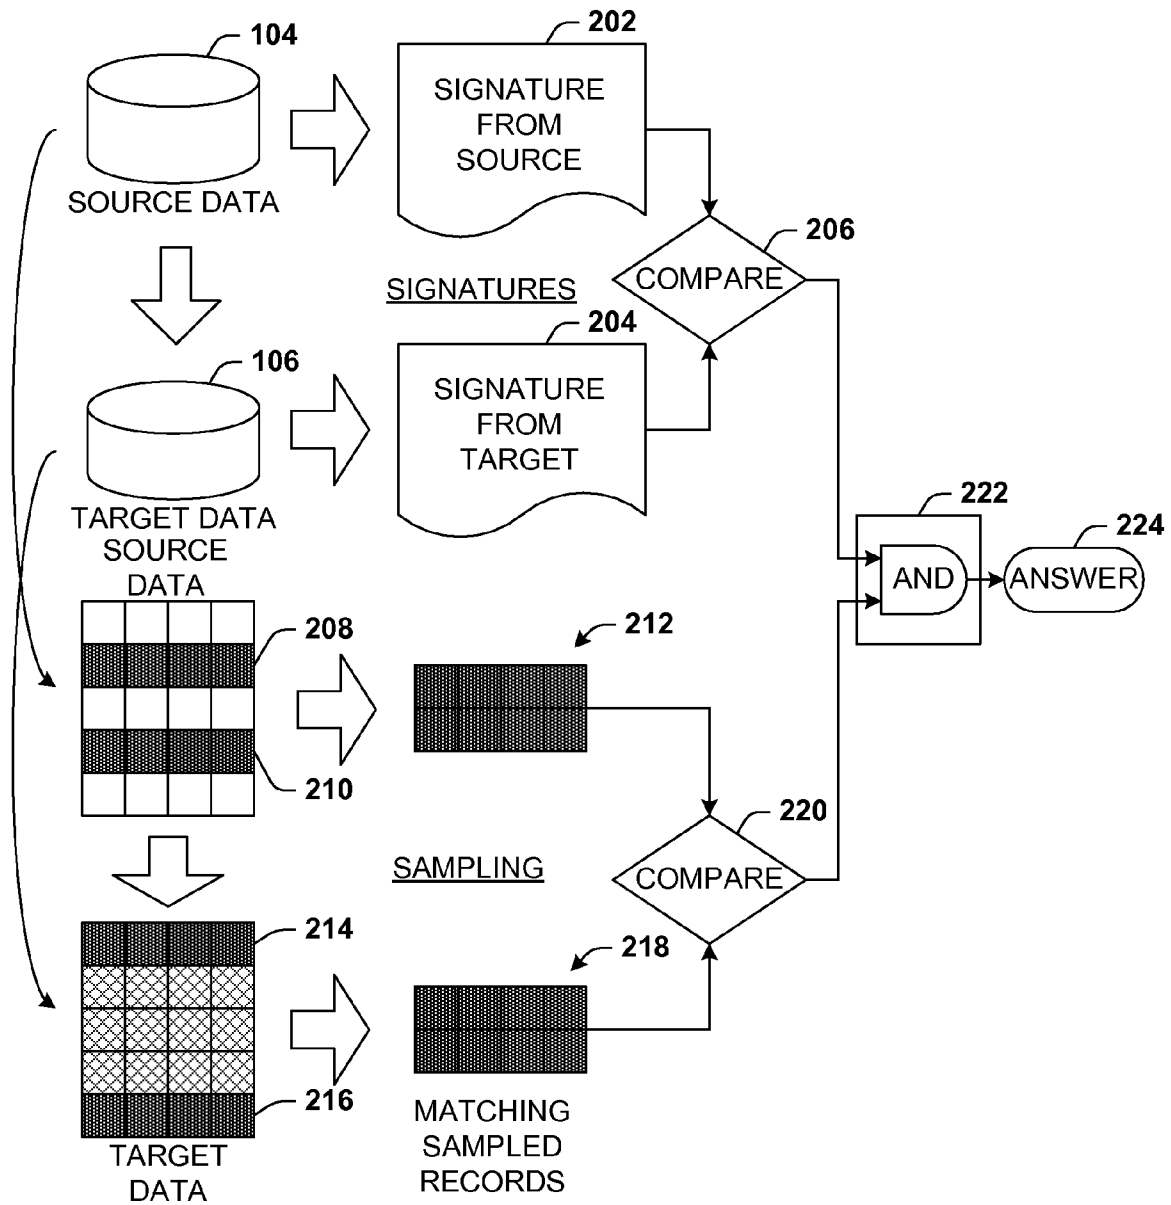 104
SOURCE DATA
202
SIGNATURE
FROM
SOURCE
206
COMPARE
SIGNATURES
106
TARGET DATA
204
SIGNATURE
FROM
TARGET
222
AND
224
ANSWER
SOURCE
DATA
208
210
212
220
COMPARE
SAMPLING
214
216
TARGET
DATA
218
MATCHING
SAMPLED
RECORDS